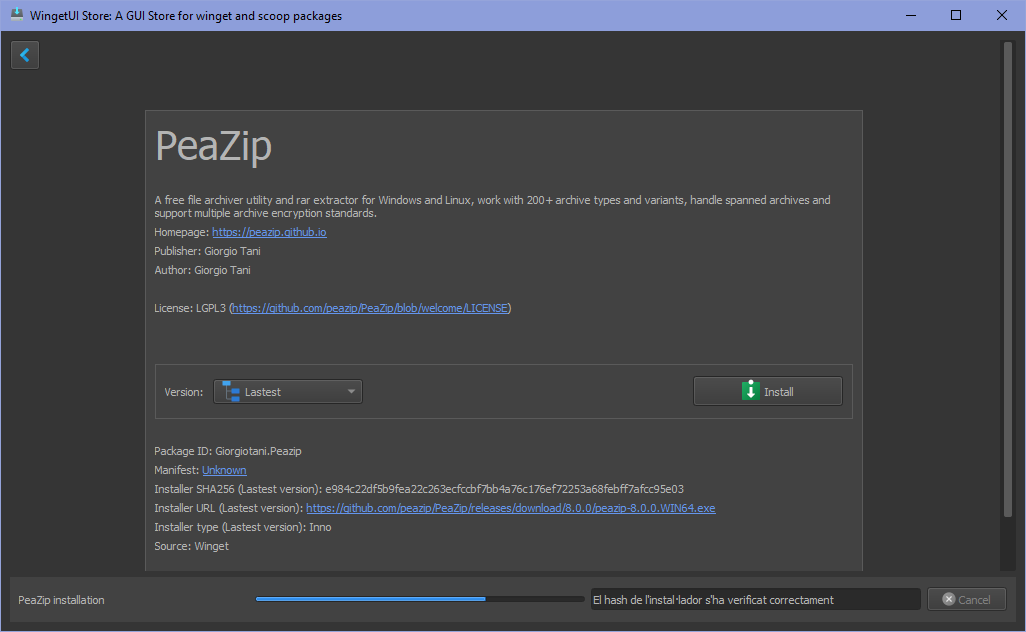 WingetUI Store: A GUI Store for winget and scoop packages
PeaZip
A free file archiver utility and rar extractor for Windows and Linux, work with 200+ archive types and variants, handle spanned archives and
support multiple archive encryption standards.
Homepage: https://peazip.github.io
Publisher: Giorgio Tani
Author: Giorgio Tani
License: LGPL3 (https://github.com/peazip/PeaZip/blob/welcome/LICENSE)
Version: Lastest Install
Package ID: Giorgiotani.Peazip
Manifest: Unknown
Installer SHA256 (Lastest version): e984c22df5b9fea22c263ecfccbf7bb4a76c176ef72253a68febff7afcc95e03
Installer URL (Lastest version): https://github.com/peazip/PeaZip/releases/download/8.0.0/peazip-8.0.0.WIN64.exe
Installer type (Lastest version): Inno
Source: Winget
PeaZip installation El hash de l'instal·lador s'ha verificat correctament Cancel